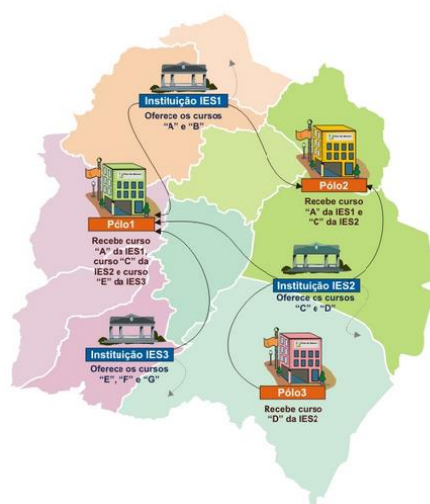 Instituição IES1
Oferece os cursos
"A" e "B"
Pólo2
Recebe curso
"A" da IES1 e
"C" da IES2
Pólo1
Recebe curso
"A" da IES1,
curso "C" da
IES2 e curso
"E" da IES3
Instituição IES2
Oferece os cursos
"C" e "D"
Instituição IES3
Oferece os cursos
"E", "F" e "G"
Pólo3
Recebe curso
"D" da IES2